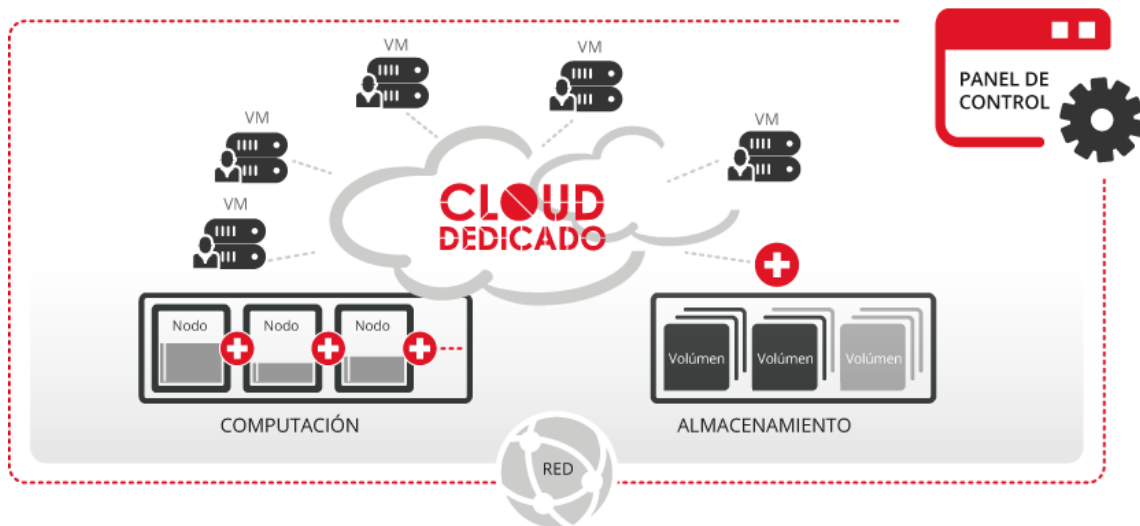 VM
VM
VM
VM
VM
PANEL DE
CONTROL
CLOUD
DEDICADO
Nodo
Nodo
Nodo
Volúmen
Volúmen
Volúmen
COMPUTACIÓN
ALMACENAMIENTO
RED